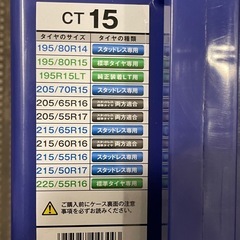 CT 15
タイヤのサイズ タイヤの種類
195/80R14 スタッドレス専用
195/80R15 標準タイヤ専用
195R15LT 純正装着LT用
205/70R15 スタッドレス専用
205/65R16 両方適合
205/55R17 両方適合
215/65R15 スタッドレス専用
215/60R16 両方適合
215/55R16 スタッドレス専用
215/50R17 スタッドレス専用
225/55R16 標準タイヤ専用
ご購入前にケース裏面の注意
事項を必ずお読みください